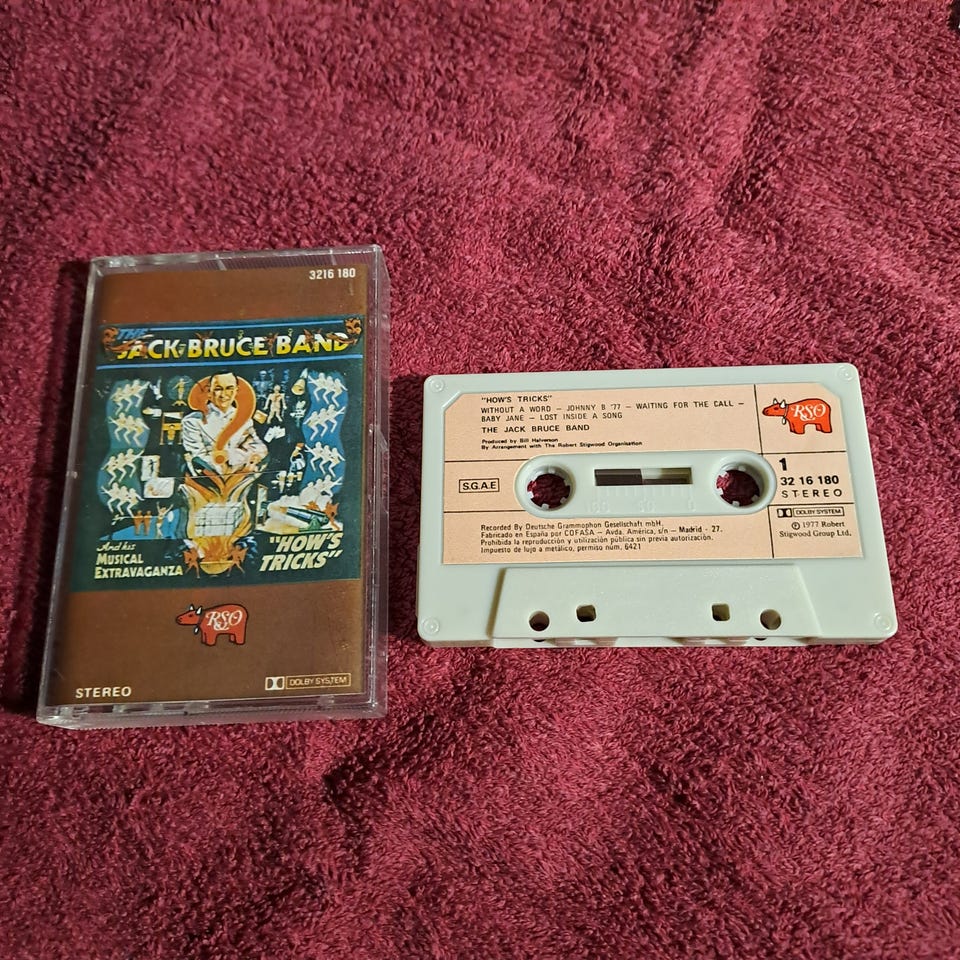 3216 180
THE
JACK BRUCE BAND
And his
MUSICAL
EXTRAVAGANZA
"HOW'S
TRICKS"
RSO
STEREO
DOLBY SYSTEM
"HOW'S TRICKS"
WITHOUT A WORD — JOHNNY B '77 — WAITING FOR THE CALL —
BABY JANE — LOST INSIDE A SONG
THE JACK BRUCE BAND
Produced by Bill Halverson
By Arrangement with The Robert Stigwood Organisation
RSO
S.G.A.E
1
32 16 180
STEREO
DOLBY SYSTEM
℗ 1977 Robert
Stigwood Group Ltd.
100 50 0
Recorded By Deutsche Grammophon Gesellschaft mbH.
Fabricado en España por COFASA — Avda. América, s/n — Madrid - 27.
Prohibida la reproducción y utilización pública sin previa autorización.
Impuesto de lujo a metálico, permiso núm. 6421